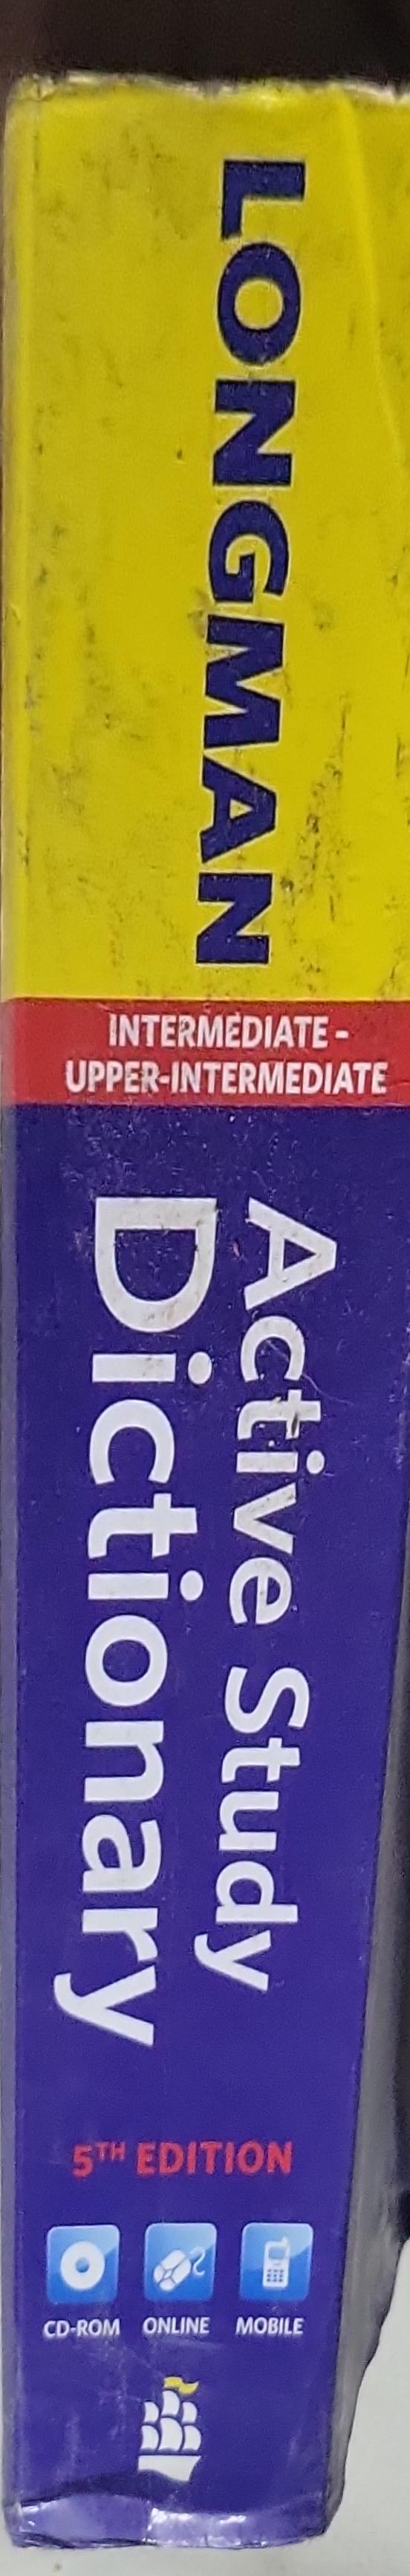 LONGMAN
INTERMEDIATE -
UPPER-INTERMEDIATE
Active Study
Dictionary
5TH EDITION
CD-ROM ONLINE MOBILE